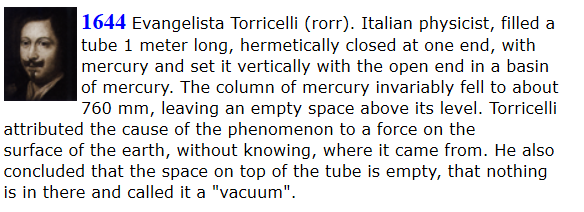 1644 Evangelista Torricelli (rorr). Italian physicist, filled a
tube 1 meter long, hermetically closed at one end, with
mercury and set it vertically with the open end in a basin
of mercury. The column of mercury invariably fell to about
760 mm, leaving an empty space above its level. Torricelli
attributed the cause of the phenomenon to a force on the
surface of the earth, without knowing, where it came from. He also
concluded that the space on top of the tube is empty, that nothing
is in there and called it a "vacuum".